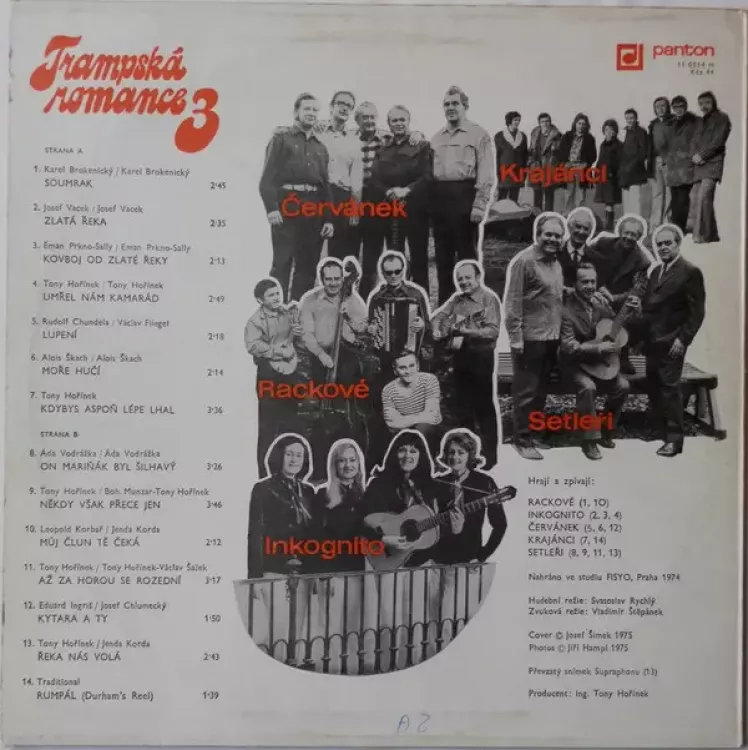 Trampská
romance 3
panton
11 0554 H
Kčs 44
STRANA A
1. Karel Brokenický / Karel Brokenický
SOUMRAK 2·45
2. Josef Vacek / Josef Vacek
ZLATÁ ŘEKA 2·35
3. Eman Prkno-Sally / Eman Prkno-Sally
KOVBOJ OD ZLATÉ ŘEKY 2·13
4. Tony Hořínek / Tony Hořínek
UMŘEL NÁM KAMARÁD 2·49
5. Rudolf Chundela / Václav Fliegel
LUPENÍ 2·18
6. Alois Škach / Alois Škach
MOŘE HUČÍ 2·14
7. Tony Hořínek
KDYBYS ASPOŇ LÉPE LHAL 3·36
STRANA B
8. Áda Vodrážka / Áda Vodrážka
ON MARIŇÁK BYL ŠILHAVÝ 3·26
9. Tony Hořínek / Boh. Muntar-Tony Hořínek
NĚKDY VŠAK PŘECE JEN 3·46
10. Leopold Korbař / Jenda Korda
MŮJ ČLUN TĚ ČEKÁ 2·12
11. Tony Hořínek / Tony Hořínek-Václav Šašek
AŽ ZA HOROU SE ROZEDNÍ 3·17
12. Eduard Ingriš / Josef Chlumecký
KYTARA A TY 1·50
13. Tony Hořínek / Jenda Korda
ŘEKA NÁS VOLÁ 2·43
14. Traditional
RUMPÁL (Durham's Reel) 1·39
Krajánci
Červánek
Rackové
Setleři
Inkognito
Hrají a zpívají:
RACKOVÉ (1, 10)
INKOGNITO (2, 3, 4)
ČERVÁNEK (5, 6, 12)
KRAJÁNCI (7, 14)
SETLEŘI (8, 9, 11, 13)
Nahráno ve studiu FISYO, Praha 1974
Hudební režie: Svatoslav Rychlý
Zvuková režie: Vladimír Štěpánek
Cover © Josef Šimek 1975
Photos © Jiří Hampl 1975
Převzatý snímek Supraphonu (13)
Producent: Ing. Tony Hořínek
A2